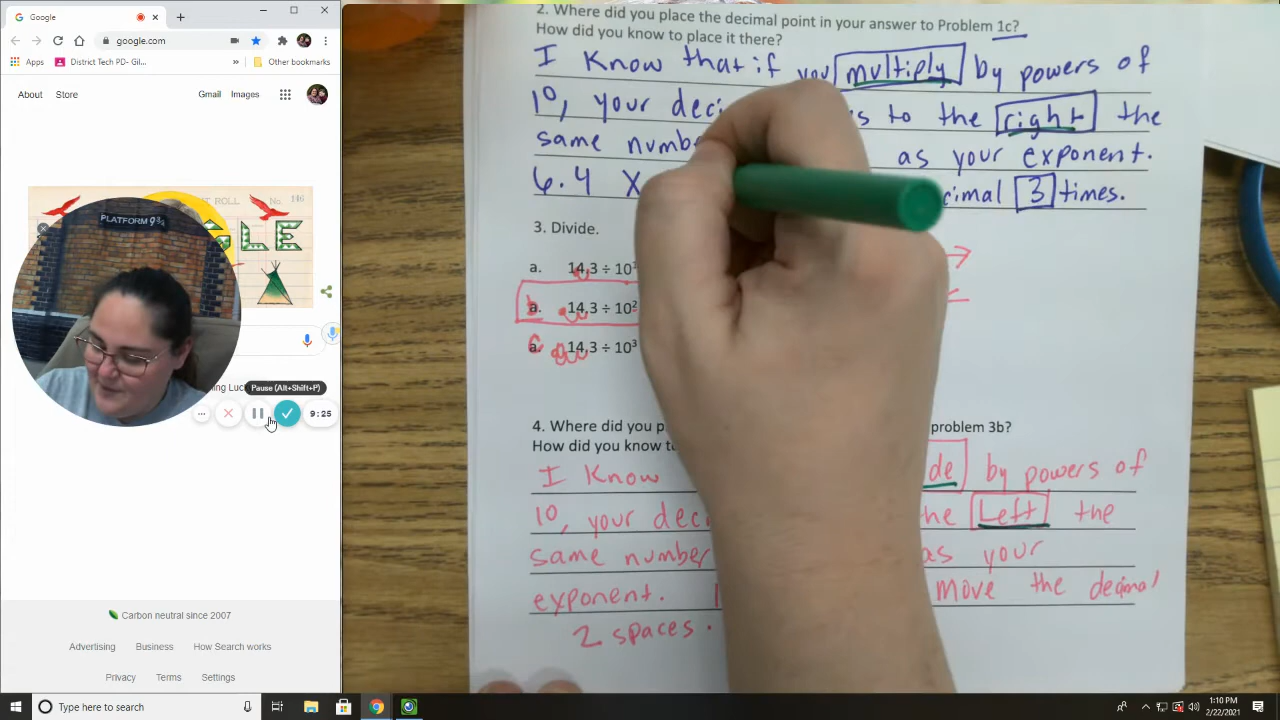 Google
google.com
Apps
District Tech PD- Gil...
Other bookmarks
About Store
Gmail Images
PLATFORM 9¾
GLE
Pause (Alt+Shift+P)
9:25
Carbon neutral since 2007
Advertising Business How Search works
Privacy Terms Settings
2. Where did you place the decimal point in your answer to Problem 1c?
How did you know to place it there?
I Know that if you multiply by powers of
10, your to the right the
same as your exponent.
6.4 X 3 times.
3. Divide.
a. 14.3 ÷ 10
a. 14.3 ÷ 10²
a. 14.3 ÷ 10³
4. Where did you problem 3b?
How did you know
I Know by powers of
10, your Left the
same number as your
exponent. Move the decimal
2 spaces.
Type here to search
1:10 PM
2/22/2021